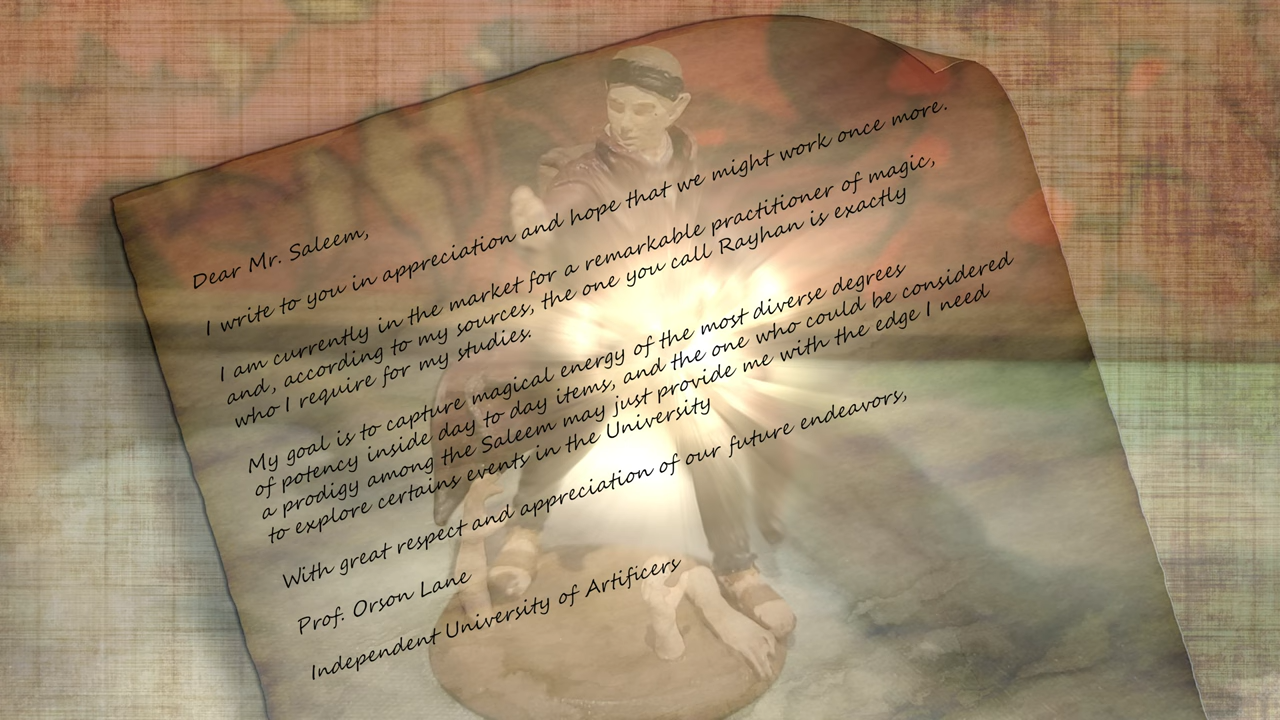 Dear Mr. Saleem,
I write to you in appreciation and hope that we might work once more.
I am currently in the market for a remarkable practitioner of magic,
and, according to my sources, the one you call Rayhan is exactly
who I require for my studies.
My goal is to capture magical energy of the most diverse degrees
of potency inside day to day items, and the one who could be considered
a prodigy among the Saleem may just provide me with the edge I need
to explore certains events in the University
With great respect and appreciation of our future endeavors,
Prof. Orson Lane
Independent University of Artificers